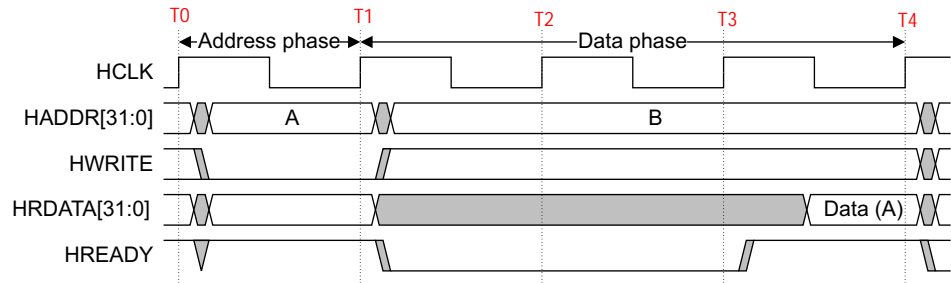 T0 T1 T2 T3 T4
Address phase Data phase
HCLK
HADDR[31:0] A B
HWRITE
HRDATA[31:0] Data (A)
HREADY